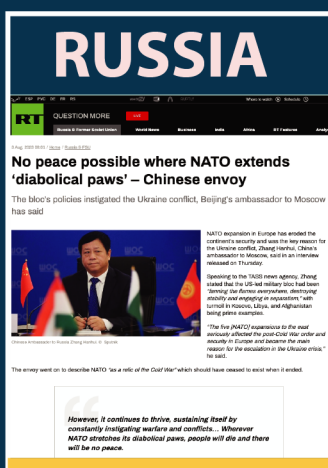 RUSSIA
RT
QUESTION MORE
LIVE
Where to watch
Schedule
Russia & Former Soviet Union
World News
Business
India
Africa
RT Features
No peace possible where NATO extends
‘diabolical paws’ – Chinese envoy
The bloc's policies instigated the Ukraine conflict, Beijing's ambassador to Moscow
has said
NATO expansion in Europe has eroded the
continent's security and was the key reason for
the Ukraine conflict, Zhang Hanhui, China's
ambassador to Moscow, said in an interview
released on Thursday.
Speaking to the TASS news agency, Zhang
stated that the US-led military bloc had been
"fanning the flames everywhere, destroying
stability and engaging in separatism," with
turmoil in Kosovo, Libya, and Afghanistan
being prime examples.
"The five [NATO] expansions to the east
seriously affected the post-Cold War order and
security in Europe and became the main
reason for the escalation in the Ukraine crisis,"
he said.
Chinese Ambassador to Russia Zhang Hanhui. © Sputnik
The envoy went on to describe NATO "as a relic of the Cold War" which should have ceased to exist when it ended.
However, it continues to thrive, sustaining itself by
constantly instigating warfare and conflicts... Wherever
NATO stretches its diabolical paws, people will die and there
will be no peace.